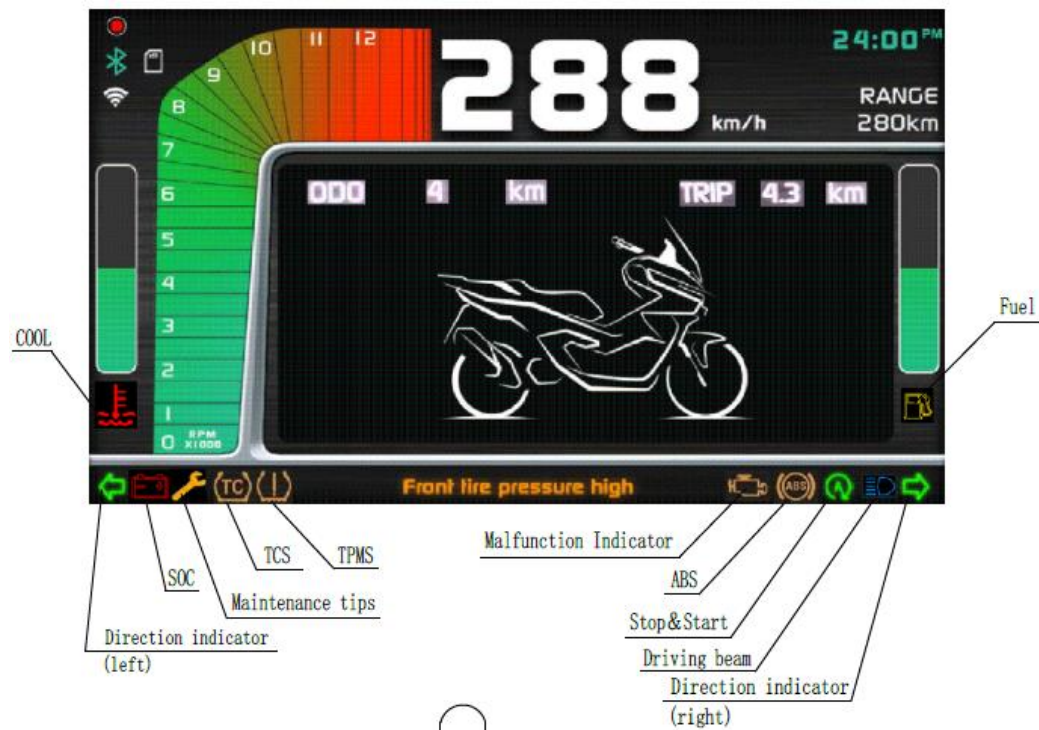 10
11
12
9
8
7
6
5
4
3
2
1
0
RPM
X1000
288
km/h
24:00 PM
RANGE
280km
ODO 4 km TRIP 4.3 km
COOL
Fuel
TC
Front tire pressure high
ABS
A
Malfunction Indicator
TCS
TPMS
SOC
ABS
Maintenance tips
Stop&Start
Direction indicator
(left)
Driving beam
Direction indicator
(right)